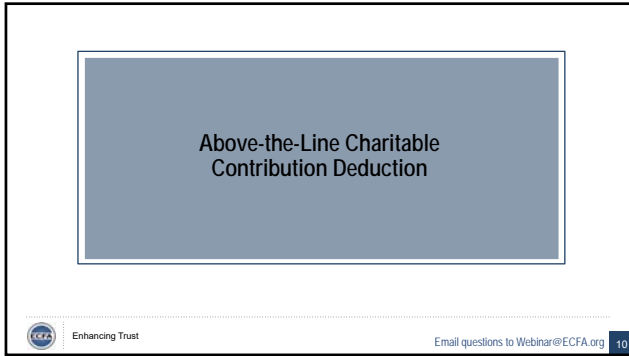 Above-the-Line Charitable
Contribution Deduction
ECFA
Enhancing Trust
Email questions to Webinar@ECFA.org
10